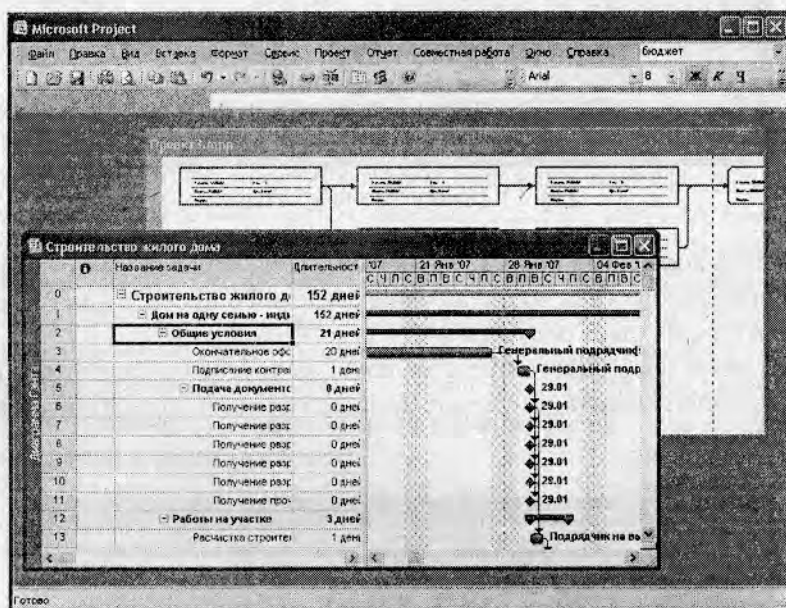 Microsoft Project
Файл Правка Вид Вставка Формат Сервис Проект Отчет Совместная работа Окно Справка бюджет
Arial 8 Ж К Ч
Строительство жилого дома
Название задачи Длительност '07 21 Янв '07 28 Янв '07 04 Фев '
С Ч П С В П В С Ч П С В П В С Ч П С В П В С
0 Строительство жилого д 152 дней
1 Дом на одну семью - инди 152 дней
2 Общие условия 21 дней
3 Окончательное офо 20 дней Генеральный подрядчик
4 Подписание контра 1 день Генеральный подр
5 Подача документо 0 дней 29.01
6 Получение разр 0 дней 29.01
7 Получение разр 0 дней 29.01
8 Получение разр 0 дней 29.01
9 Получение разр 0 дней 29.01
10 Получение разр 0 дней 29.01
11 Получение про 0 дней 29.01
12 Работы на участке 3 дней
13 Расчистка строител 1 день Подрядчик на вы
Диаграмма Ганта
Готово